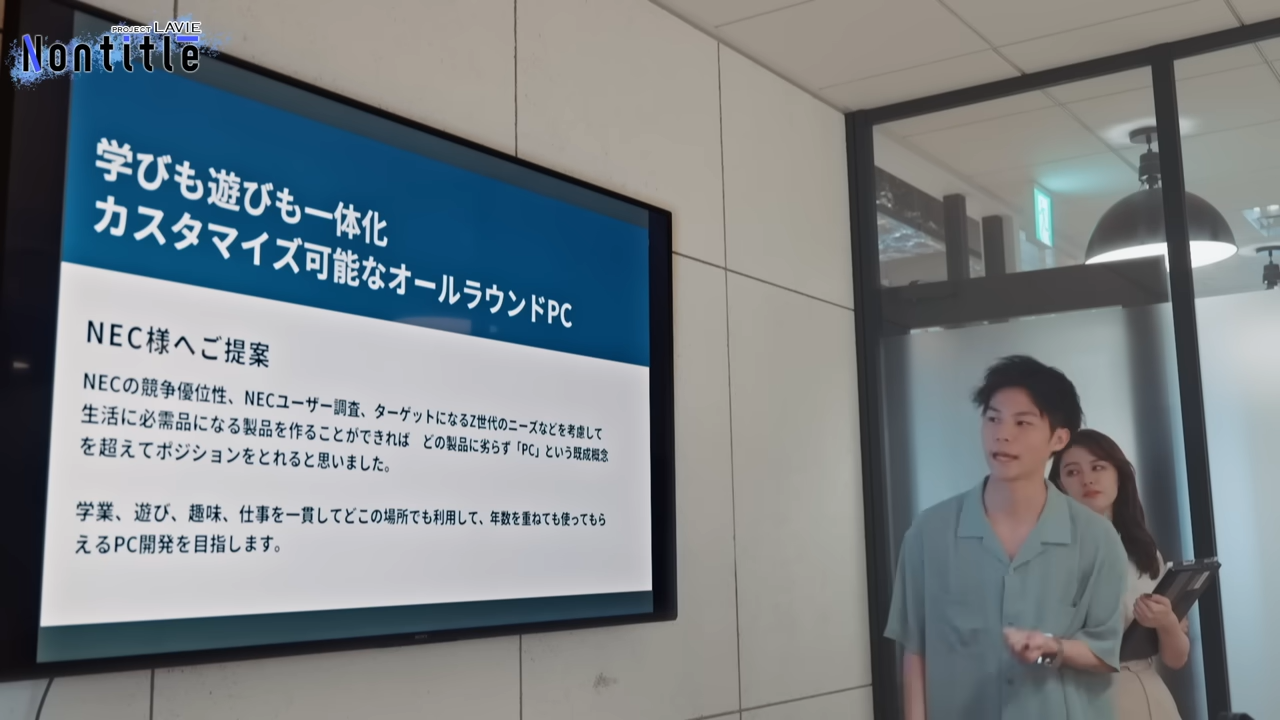 PROJECT LAVIE
Nontitle
学びも遊びも一体化
カスタマイズ可能なオールラウンドPC
NEC様へご提案
NECの競争優位性、NECユーザー調査、ターゲットになるZ世代のニーズなどを考慮して
生活に必需品になる製品を作ることができれば どの製品に劣らず「PC」という既成概念
を超えてポジションをとれると思いました。
学業、遊び、趣味、仕事を一貫してどこの場所でも利用して、年数を重ねても使ってもら
えるPC開発を目指します。
SONY